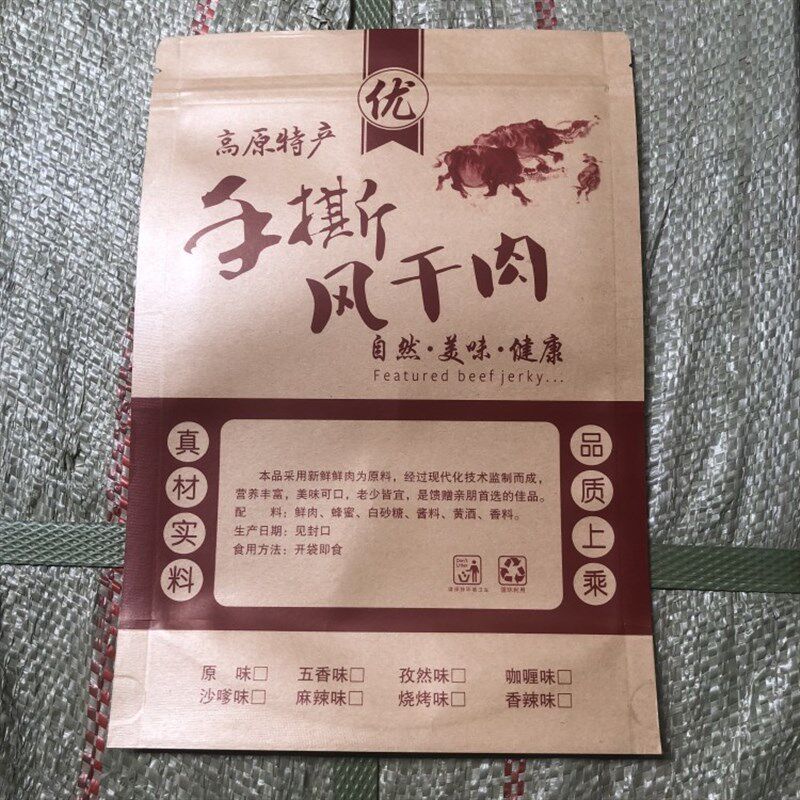 优
高原特产
手撕
风干肉
自然·美味·健康
Featured beef jerky...
真材实料
本品采用新鲜鲜肉为原料，经过现代化技术监制而成，
营养丰富，美味可口，老少皆宜，是馈赠亲朋首选的佳品。
配　料：鲜肉、蜂蜜、白砂糖、酱料、黄酒、香料。
生产日期：见封口
食用方法：开袋即食
品质上乘
原　味□　五香味□　孜然味□　咖喱味□
沙嗲味□　麻辣味□　烧烤味□　香辣味□